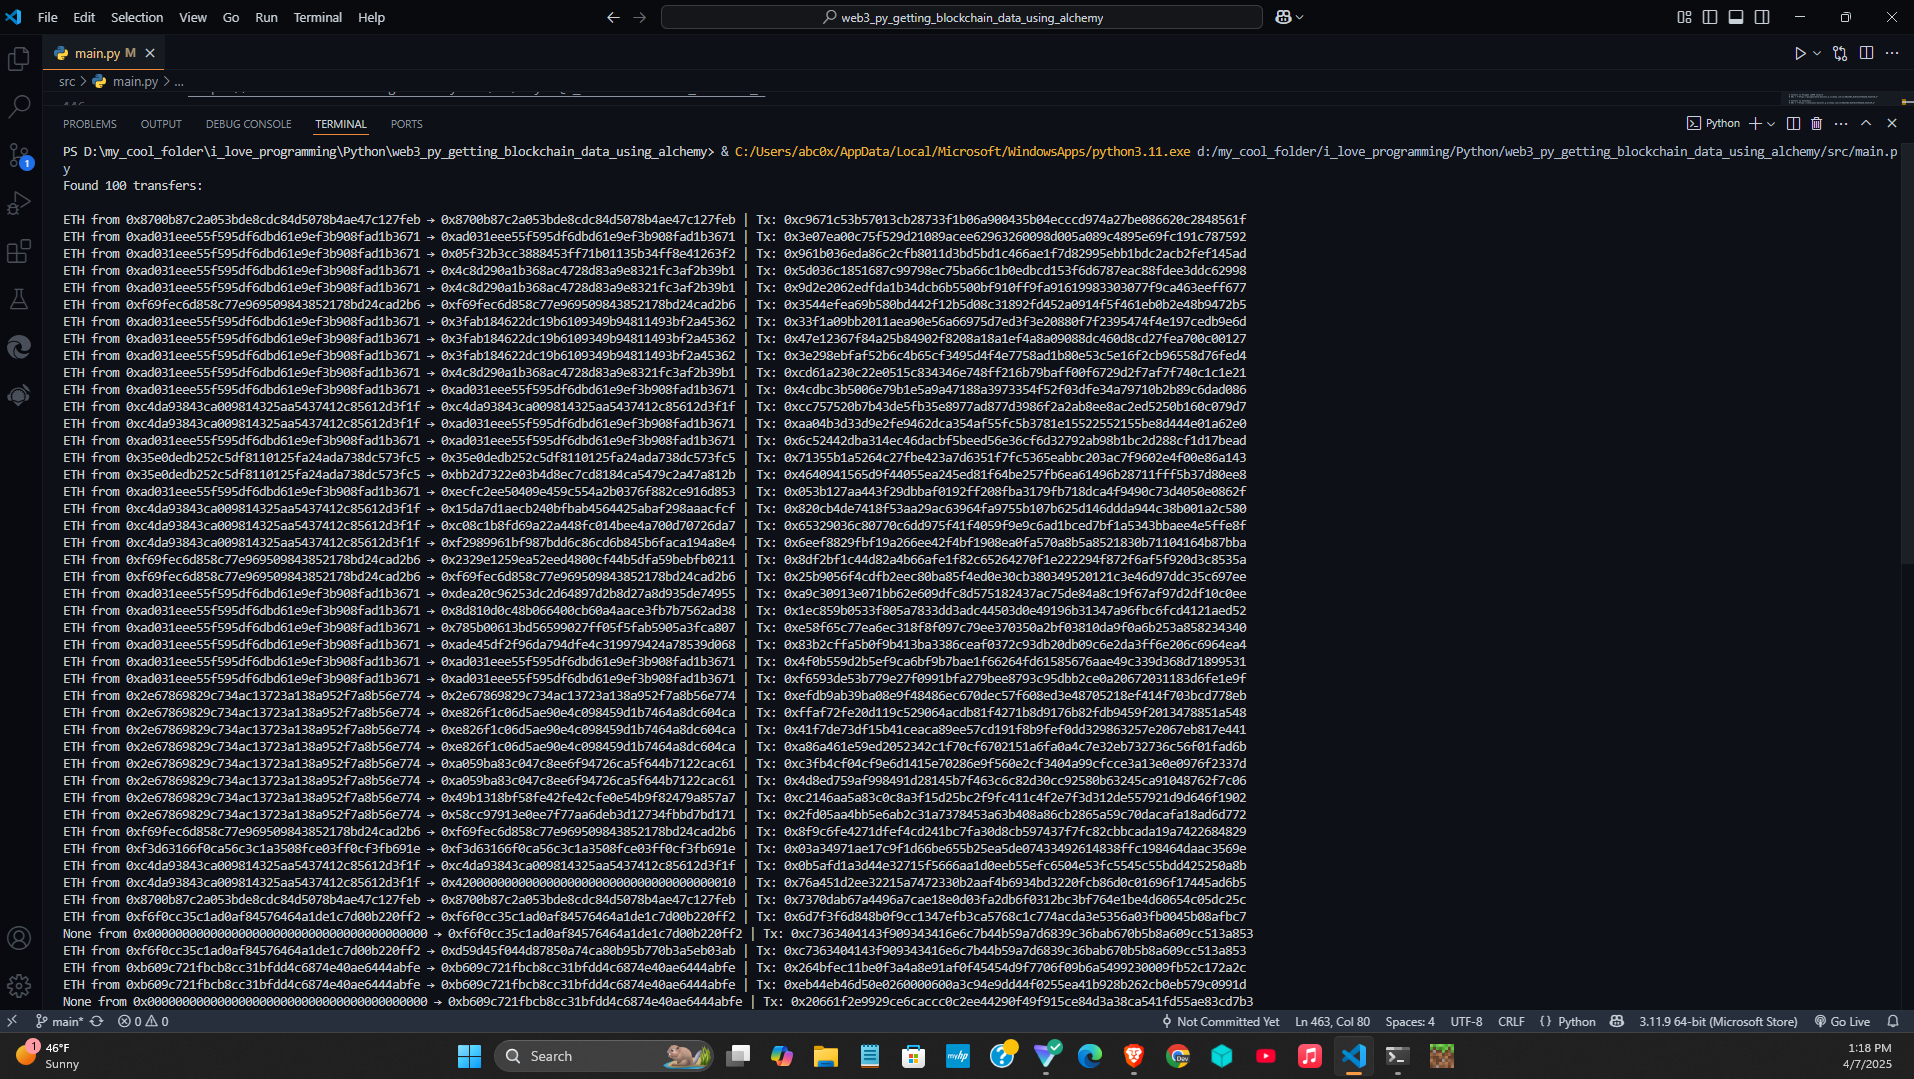 File Edit Selection View Go Run Terminal Help
web3_py_getting_blockchain_data_using_alchemy
main.py M
src > main.py > ...
PROBLEMS OUTPUT DEBUG CONSOLE TERMINAL PORTS
Python
PS D:\my_cool_folder\i_love_programming\Python\web3_py_getting_blockchain_data_using_alchemy> & C:/Users/abc0x/AppData/Local/Microsoft/WindowsApps/python3.11.exe d:/my_cool_folder/i_love_programming/Python/web3_py_getting_blockchain_data_using_alchemy/src/main.p
y
Found 100 transfers:
ETH from 0x8700b87c2a053bde8cdc84d5078b4ae47c127feb → 0x8700b87c2a053bde8cdc84d5078b4ae47c127feb | Tx: 0xc9671c53b57013cb28733f1b06a900435b04ecccd974a27be086620c2848561f
ETH from 0xad031eee55f595df6dbd61e9ef3b908fad1b3671 → 0xad031eee55f595df6dbd61e9ef3b908fad1b3671 | Tx: 0x3e07ea00c75f529d21089acee62963260098d005a089c4895e69fc191c787592
ETH from 0xad031eee55f595df6dbd61e9ef3b908fad1b3671 → 0x05f32b3cc3888453ff71b01135b34ff8e41263f2 | Tx: 0x961b036eda86c2cfb8011d3bd5bd1c466ae1f7d82995ebb1bdc2acb2fef145ad
ETH from 0xad031eee55f595df6dbd61e9ef3b908fad1b3671 → 0x4c8d290a1b368ac4728d83a9e8321fc3af2b39b1 | Tx: 0x5d036c1851687c99798ec75ba66c1b0edbcd153f6d6787eac88fdee3ddc62998
ETH from 0xad031eee55f595df6dbd61e9ef3b908fad1b3671 → 0x4c8d290a1b368ac4728d83a9e8321fc3af2b39b1 | Tx: 0x9d2e2062edfda1b34dcb6b5500bf910ff9fa91619983303077f9ca463eeff677
ETH from 0xf69fec6d858c77e969509843852178bd24cad2b6 → 0xf69fec6d858c77e969509843852178bd24cad2b6 | Tx: 0x3544efea69b580bd442f12b5d08c31892fd452a0914f5f461eb0b2e48b9472b5
ETH from 0xad031eee55f595df6dbd61e9ef3b908fad1b3671 → 0x3fab184622dc19b6109349b94811493bf2a45362 | Tx: 0x33f1a09bb2011aea90e56a66975d7ed3f3e20880f7f2395474f4e197cedb9e6d
ETH from 0xad031eee55f595df6dbd61e9ef3b908fad1b3671 → 0x3fab184622dc19b6109349b94811493bf2a45362 | Tx: 0x47e12367f84a25b84902f8208a18a1ef4a8a09088dc460d8cd27fea700c00127
ETH from 0xad031eee55f595df6dbd61e9ef3b908fad1b3671 → 0x3fab184622dc19b6109349b94811493bf2a45362 | Tx: 0x3e298ebfaf52b6c4b65cf3495d4f4e7758ad1b80e53c5e16f2cb96558d76fed4
ETH from 0xad031eee55f595df6dbd61e9ef3b908fad1b3671 → 0x4c8d290a1b368ac4728d83a9e8321fc3af2b39b1 | Tx: 0xcd61a230c22e0515c834346e748ff216b79baff00f6729d2f7af7f740c1c1e21
ETH from 0xad031eee55f595df6dbd61e9ef3b908fad1b3671 → 0xad031eee55f595df6dbd61e9ef3b908fad1b3671 | Tx: 0x4cdbc3b5006e79b1e5a9a47188a3973354f52f03dfe34a79710b2b89c6dad086
ETH from 0xc4da93843ca009814325aa5437412c85612d3f1f → 0xc4da93843ca009814325aa5437412c85612d3f1f | Tx: 0xcc757520b7b43de5fb35e8977ad877d3986f2a2ab8ee8ac2ed5250b160c079d7
ETH from 0xc4da93843ca009814325aa5437412c85612d3f1f → 0xad031eee55f595df6dbd61e9ef3b908fad1b3671 | Tx: 0xaa04b3d33d9e2fe9462dca354af55fc5b3781e15522552155be8d444e01a62e0
ETH from 0xad031eee55f595df6dbd61e9ef3b908fad1b3671 → 0xad031eee55f595df6dbd61e9ef3b908fad1b3671 | Tx: 0x6c52442dba314ec46dacbf5beed56e36cf6d32792ab98b1bc2d288cf1d17bead
ETH from 0x35e0dedb252c5df8110125fa24ada738dc573fc5 → 0x35e0dedb252c5df8110125fa24ada738dc573fc5 | Tx: 0x71355b1a5264c27fbe423a7d6351f7fc5365eabbc203ac7f9602e4f00e86a143
ETH from 0x35e0dedb252c5df8110125fa24ada738dc573fc5 → 0xbb2d7322e03b4d8ec7cd8184ca5479c2a47a812b | Tx: 0x4640941565d9f44055ea245ed81f64be257fb6ea61496b28711fff5b37d80ee8
ETH from 0xad031eee55f595df6dbd61e9ef3b908fad1b3671 → 0xecfc2ee50409e459c554a2b0376f882ce916d853 | Tx: 0x053b127aa443f29dbbaf0192ff208fba3179fb718dca4f9490c73d4050e0862f
ETH from 0xc4da93843ca009814325aa5437412c85612d3f1f → 0x15da7d1aecb240bfbab4564425abaf298aaacfcf | Tx: 0x820cb4de7418f53aa29ac63964fa9755b107b625d146ddda944c38b001a2c580
ETH from 0xc4da93843ca009814325aa5437412c85612d3f1f → 0xc08c1b8fd69a22a448fc014bee4a700d70726da7 | Tx: 0x65329036c80770c6dd975f41f4059f9e9c6ad1bced7bf1a5343bbaee4e5ffe8f
ETH from 0xc4da93843ca009814325aa5437412c85612d3f1f → 0xf2989961bf987bdd6c86cd6b845b6faca194a8e4 | Tx: 0x6eef8829fbf19a266ee42f4bf1908ea0fa570a8b5a8521830b71104164b87bba
ETH from 0xf69fec6d858c77e969509843852178bd24cad2b6 → 0x2329e1259ea52eed4800cf44b5dfa59bebfb0211 | Tx: 0x8df2bf1c44d82a4b66afe1f82c65264270f1e222294f872f6af5f920d3c8535a
ETH from 0xf69fec6d858c77e969509843852178bd24cad2b6 → 0xf69fec6d858c77e969509843852178bd24cad2b6 | Tx: 0x25b9056f4cdfb2eec80ba85f4ed0e30cb380349520121c3e46d97ddc35c697ee
ETH from 0xad031eee55f595df6dbd61e9ef3b908fad1b3671 → 0xdea20c96253dc2d64897d2b8d27a8d935de74955 | Tx: 0xa9c30913e071bb62e609dfc8d575182437ac75de84a8c19f67af97d2df10c0ee
ETH from 0xad031eee55f595df6dbd61e9ef3b908fad1b3671 → 0x8d810d0c48b066400cb60a4aace3fb7b7562ad38 | Tx: 0x1ec859b0533f805a7833dd3adc44503d0e49196b31347a96fbc6fcd4121aed52
ETH from 0xad031eee55f595df6dbd61e9ef3b908fad1b3671 → 0x785b00613bd56599027ff05f5fab5905a3fca807 | Tx: 0xe58f65c77ea6ec318f8f097c79ee370350a2bf03810da9f0a6b253a858234340
ETH from 0xad031eee55f595df6dbd61e9ef3b908fad1b3671 → 0xade45df2f96da794dfe4c319979424a78539d068 | Tx: 0x83b2cffa5b0f9b413ba3386ceaf0372c93db20db09c6e2da3ff6e206c6964ea4
ETH from 0xad031eee55f595df6dbd61e9ef3b908fad1b3671 → 0xad031eee55f595df6dbd61e9ef3b908fad1b3671 | Tx: 0x4f0b559d2b5ef9ca6bf9b7bae1f66264fd61585676aae49c339d368d71899531
ETH from 0xad031eee55f595df6dbd61e9ef3b908fad1b3671 → 0xad031eee55f595df6dbd61e9ef3b908fad1b3671 | Tx: 0xf6593de53b779e27f0991bfa279bee8793c95dbb2ce0a20672031183d6fe1e9f
ETH from 0x2e67869829c734ac13723a138a952f7a8b56e774 → 0x2e67869829c734ac13723a138a952f7a8b56e774 | Tx: 0xefdb9ab39ba08e9f48486ec670dec57f608ed3e48705218ef414f703bcd778eb
ETH from 0x2e67869829c734ac13723a138a952f7a8b56e774 → 0xe826f1c06d5ae90e4c098459d1b7464a8dc604ca | Tx: 0xffaf72fe20d119c529064acdb81f4271b8d9176b82fdb9459f2013478851a548
ETH from 0x2e67869829c734ac13723a138a952f7a8b56e774 → 0xe826f1c06d5ae90e4c098459d1b7464a8dc604ca | Tx: 0x41f7de73df15b41ceaca89ee57cd191f8b9fef0dd329863257e2067eb817e441
ETH from 0x2e67869829c734ac13723a138a952f7a8b56e774 → 0xe826f1c06d5ae90e4c098459d1b7464a8dc604ca | Tx: 0xa86a461e59ed2052342c1f70cf6702151a6fa0a4c7e32eb732736c56f01fad6b
ETH from 0x2e67869829c734ac13723a138a952f7a8b56e774 → 0xa059ba83c047c8ee6f94726ca5f644b7122cac61 | Tx: 0xc3fb4cf04cf9e6d1415e70286e9f560e2cf3404a99cfcce3a13e0e0976f2337d
ETH from 0x2e67869829c734ac13723a138a952f7a8b56e774 → 0xa059ba83c047c8ee6f94726ca5f644b7122cac61 | Tx: 0x4d8ed759af998491d28145b7f463c6c82d30cc92580b63245ca91048762f7c06
ETH from 0x2e67869829c734ac13723a138a952f7a8b56e774 → 0x49b1318bf58fe42fe42cfe0e54b9f82479a857a7 | Tx: 0xc2146aa5a83c0c8a3f15d25bc2f9fc411c4f2e7f3d312de557921d9d646f1902
ETH from 0x2e67869829c734ac13723a138a952f7a8b56e774 → 0x58cc97913e0ee7f77aa6deb3d12734fbbd7bd171 | Tx: 0x2fd05aa4bb5e6ab2c31a7378453a63b408a86cb2865a59c70dacafa18ad6d772
ETH from 0xf69fec6d858c77e969509843852178bd24cad2b6 → 0xf69fec6d858c77e969509843852178bd24cad2b6 | Tx: 0x8f9c6fe4271dfef4cd241bc7fa30d8cb597437f7fc82cbbcada19a7422684829
ETH from 0xf3d63166f0ca56c3c1a3508fce03ff0cf3fb691e → 0xf3d63166f0ca56c3c1a3508fce03ff0cf3fb691e | Tx: 0x03a34971ae17c9f1d66be655b25ea5de07433492614838ffc198464daac3569e
ETH from 0xc4da93843ca009814325aa5437412c85612d3f1f → 0xc4da93843ca009814325aa5437412c85612d3f1f | Tx: 0x0b5afd1a3d44e32715f5666aa1d0eeb55efc6504e53fc5545c55bdd425250a8b
ETH from 0xc4da93843ca009814325aa5437412c85612d3f1f → 0x4200000000000000000000000000000000000010 | Tx: 0x76a451d2ee32215a7472330b2aaf4b6934bd3220fcb86d0c01696f17445ad6b5
ETH from 0x8700b87c2a053bde8cdc84d5078b4ae47c127feb → 0x8700b87c2a053bde8cdc84d5078b4ae47c127feb | Tx: 0x7370dab67a4496a7cae18e0d03fa2db6f0312bc3bf764e1be4d60654c05dc25c
ETH from 0xf6f0cc35c1ad0af84576464a1de1c7d00b220ff2 → 0xf6f0cc35c1ad0af84576464a1de1c7d00b220ff2 | Tx: 0x6d7f3f6d848b0f9cc1347efb3ca5768c1c774acda3e5356a03fb0045b08afbc7
None from 0x0000000000000000000000000000000000000000 → 0xf6f0cc35c1ad0af84576464a1de1c7d00b220ff2 | Tx: 0xc7363404143f909343416e6c7b44b59a7d6839c36bab670b5b8a609cc513a853
ETH from 0xf6f0cc35c1ad0af84576464a1de1c7d00b220ff2 → 0xd59d45f044d87850a74ca80b95b770b3a5eb03ab | Tx: 0xc7363404143f909343416e6c7b44b59a7d6839c36bab670b5b8a609cc513a853
ETH from 0xb609c721fbcb8cc31bfdd4c6874e40ae6444abfe → 0xb609c721fbcb8cc31bfdd4c6874e40ae6444abfe | Tx: 0x264bfec11be0f3a4a8e91af0f45454d9f7706f09b6a5499230009fb52c172a2c
ETH from 0xb609c721fbcb8cc31bfdd4c6874e40ae6444abfe → 0xb609c721fbcb8cc31bfdd4c6874e40ae6444abfe | Tx: 0xeb44eb46d50e0260000600a3c94e9dd44f0255ea41b928b262cb0eb579c0991d
None from 0x0000000000000000000000000000000000000000 → 0xb609c721fbcb8cc31bfdd4c6874e40ae6444abfe | Tx: 0x20661f2e9929ce6caccc0c2ee44290f49f915ce84d3a38ca541fd55ae83cd7b3
main* 0 0 Not Committed Yet Ln 463, Col 80 Spaces: 4 UTF-8 CRLF Python 3.11.9 64-bit (Microsoft Store) Go Live
1
46°F
Sunny
Search
myhp
Dev
1:18 PM
4/7/2025